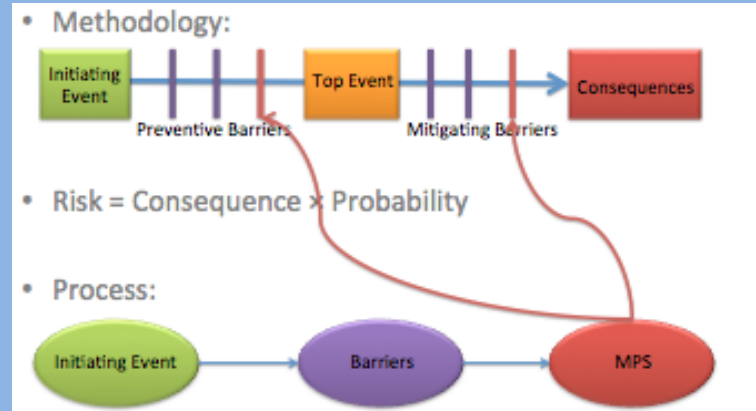 • Methodology:
Initiating
Event
Top Event
Consequences
Preventive Barriers
Mitigating Barriers
• Risk = Consequence × Probability
• Process:
Initiating Event
Barriers
MPS